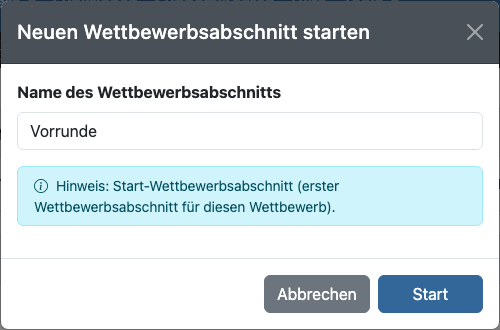 Neuen Wettbewerbsabschnitt starten
Name des Wettbewerbsabschnitts
Vorrunde
Hinweis: Start-Wettbewerbsabschnitt (erster
Wettbewerbsabschnitt für diesen Wettbewerb).
Abbrechen
Start